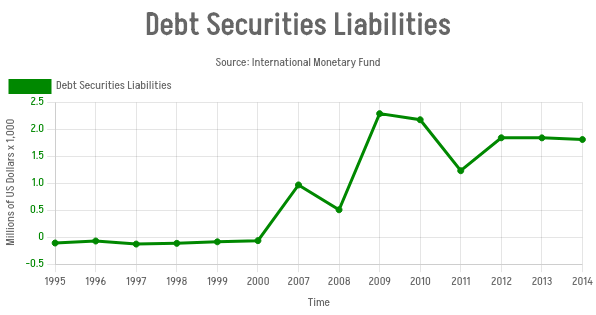 Debt Securities Liabilities
Source: International Monetary Fund
Debt Securities Liabilities
Millions of US Dollars x 1,000
2.5
2.0
1.5
1.0
0.5
0
-0.5
1995 1996 1997 1998 1999 2000 2007 2008 2009 2010 2011 2012 2013 2014
Time